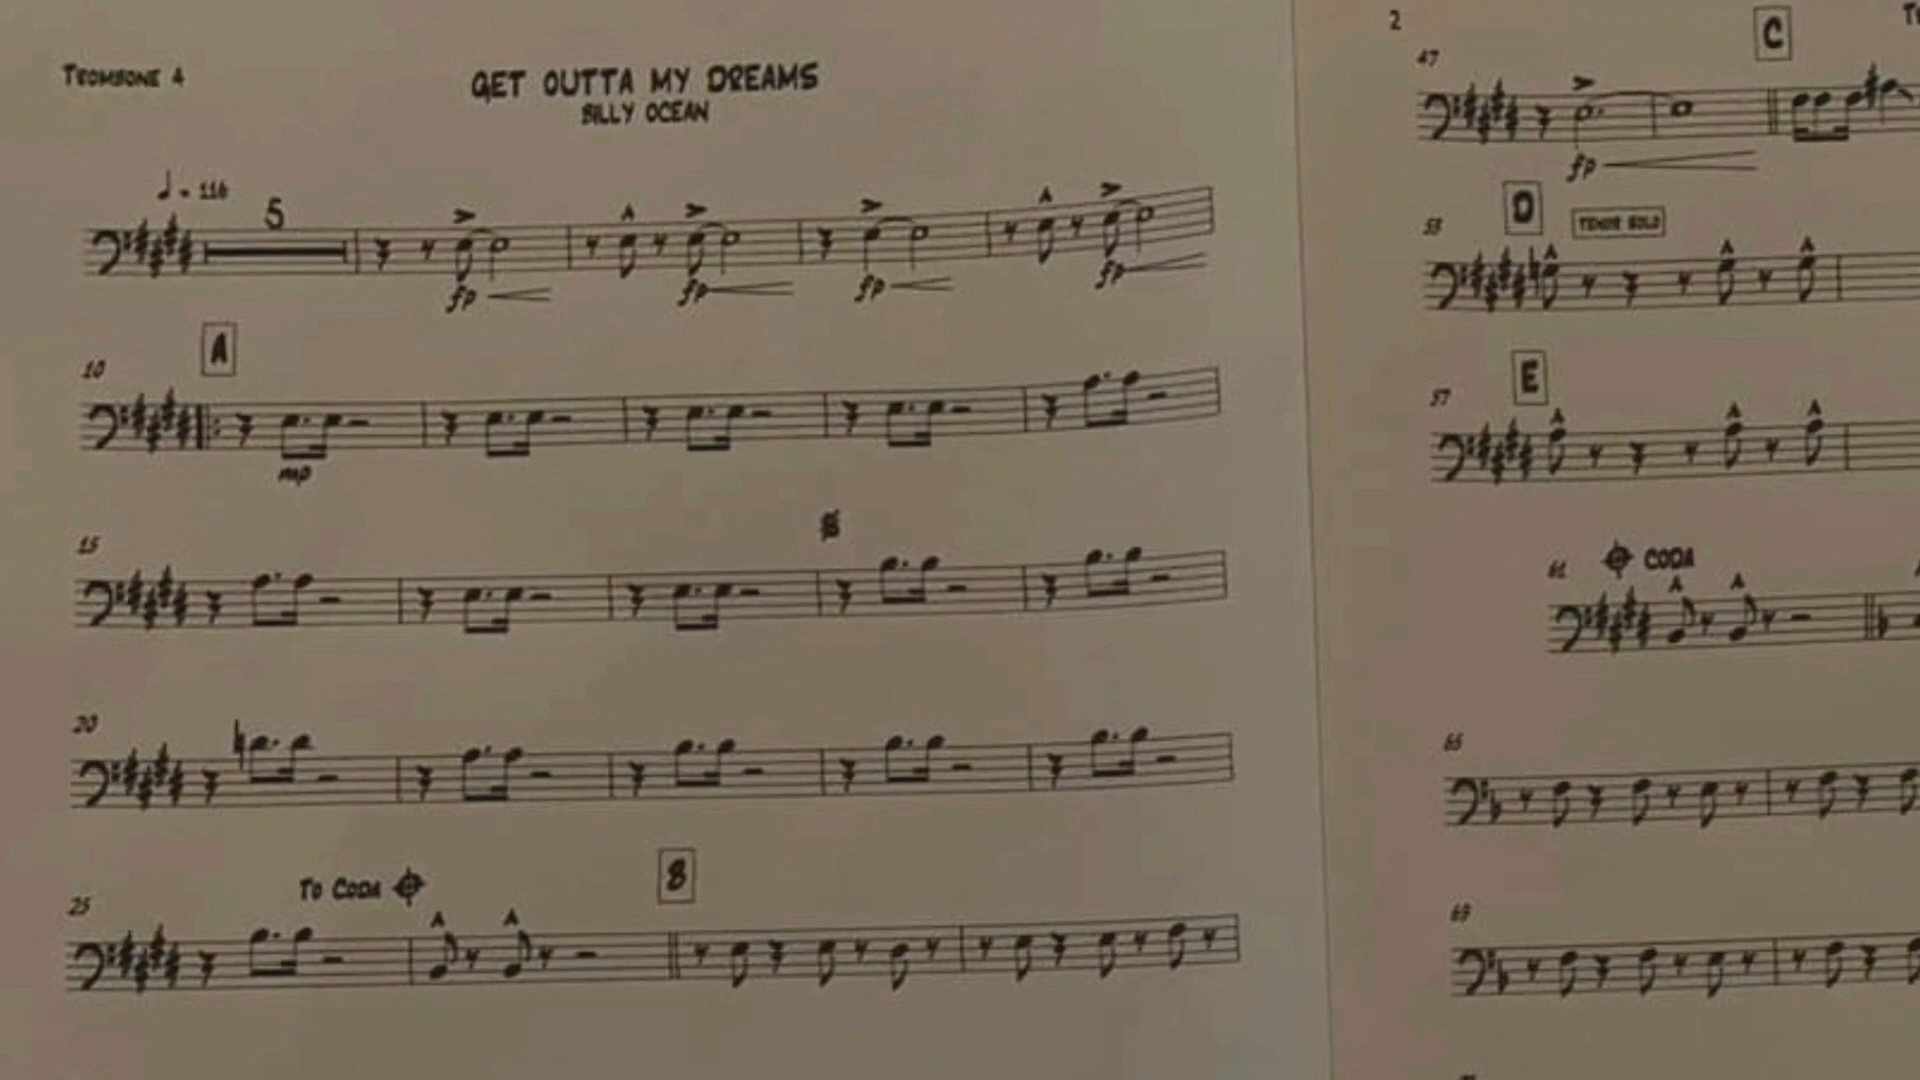 TROMBONE 4
GET OUTTA MY DREAMS
BILLY OCEAN
♩ = 116
5
fp fp fp fp
A
10
mp
15
20
TO CODA
B
25
2
C
47
fp
D
TENOR SOLO
53
E
57
CODA
61
65
69